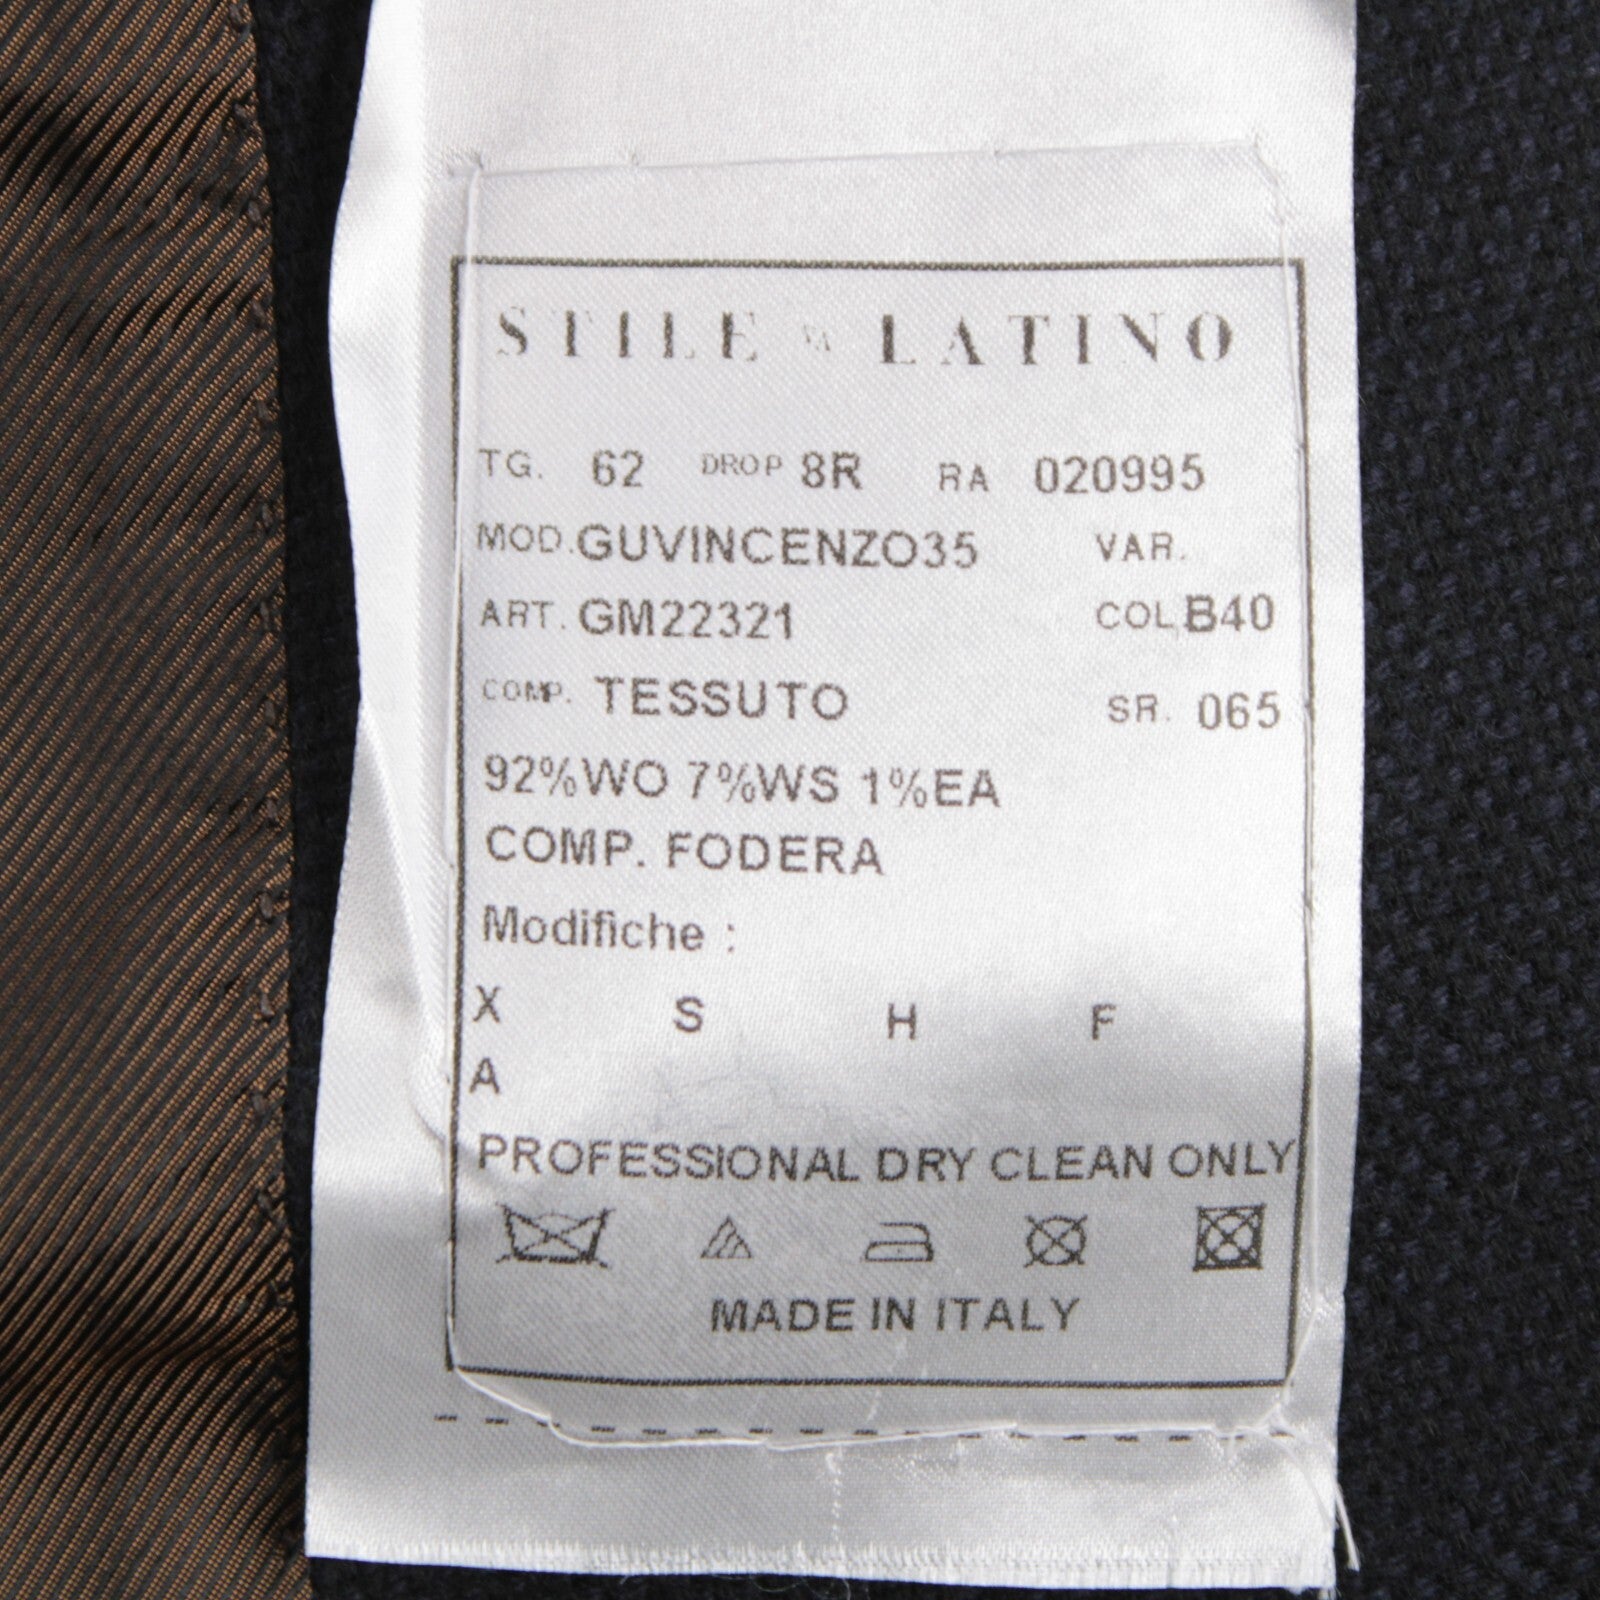 STILE LATINO
TG. 62 DROP 8R RA 020995
MOD. GUVINCENZO35 VAR.
ART. GM22321 COL. B40
COMP. TESSUTO SR. 065
92%WO 7%WS 1%EA
COMP. FODERA
Modifiche :
X S H F
A
PROFESSIONAL DRY CLEAN ONLY
MADE IN ITALY